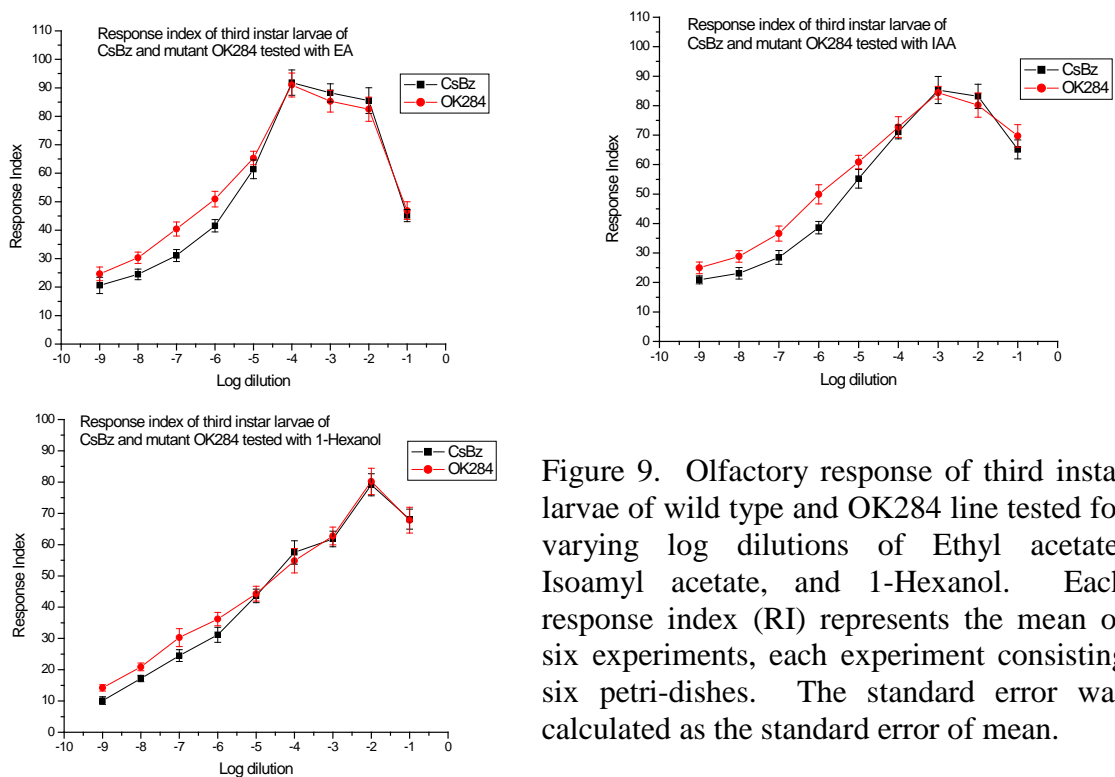 Response index of third instar larvae of
CsBz and mutant OK284 tested with EA
CsBz
OK284
110
100
90
80
70
60
50
40
30
20
10
0
Response Index
-10 -9 -8 -7 -6 -5 -4 -3 -2 -1 0
Log dilution
Response index of third instar larvae of
CsBz and mutant OK284 tested with IAA
CsBz
OK284
110
100
90
80
70
60
50
40
30
20
10
0
Response Index
-10 -9 -8 -7 -6 -5 -4 -3 -2 -1 0
Log dilution
Response index of third instar larvae of
CsBz and mutant OK284 tested with 1-Hexanol
CsBz
OK284
100
90
80
70
60
50
40
30
20
10
0
Response Index
-10 -9 -8 -7 -6 -5 -4 -3 -2 -1 0
Log dilution
Figure 9. Olfactory response of third insta
larvae of wild type and OK284 line tested fo
varying log dilutions of Ethyl acetate
Isoamyl acetate, and 1-Hexanol. Each
response index (RI) represents the mean o
six experiments, each experiment consisting
six petri-dishes. The standard error wa
calculated as the standard error of mean.